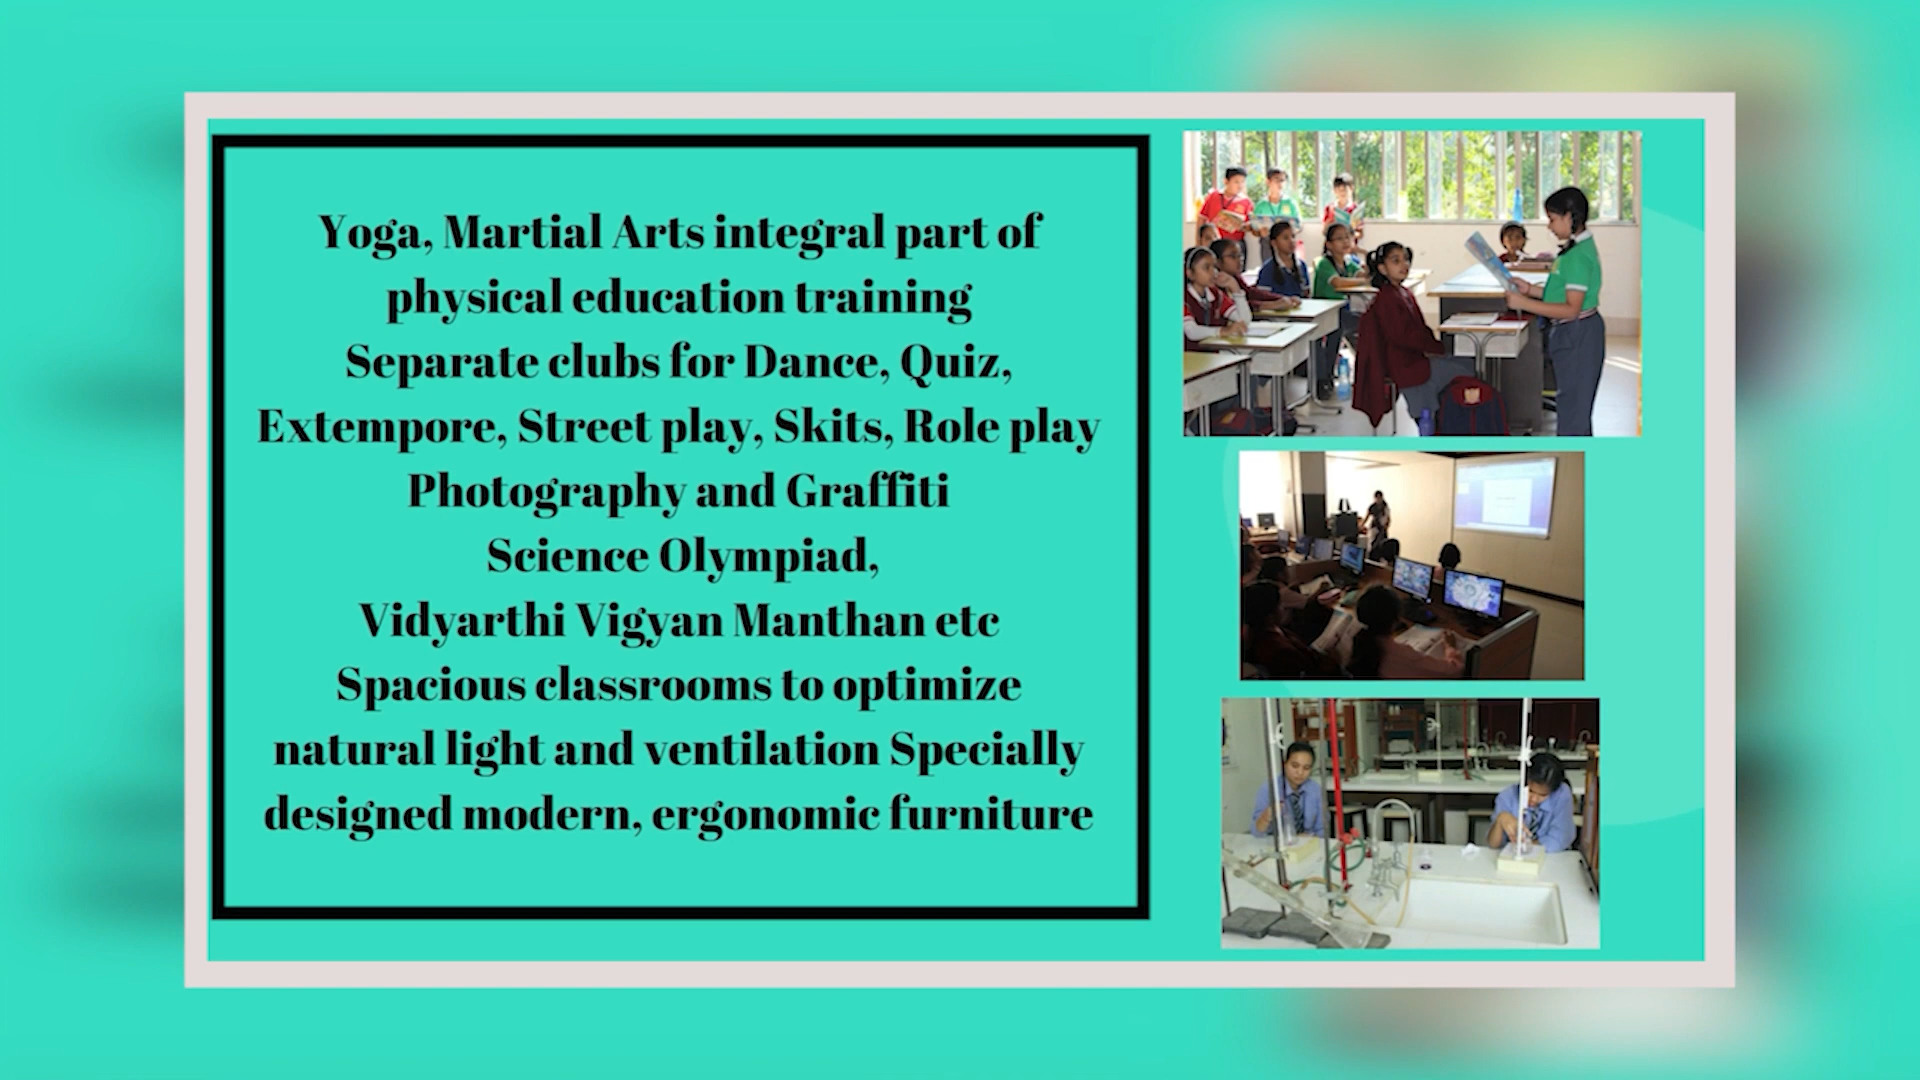 Yoga, Martial Arts integral part of
physical education training
Separate clubs for Dance, Quiz,
Extempore, Street play, Skits, Role play
Photography and Graffiti
Science Olympiad,
Vidyarthi Vigyan Manthan etc
Spacious classrooms to optimize
natural light and ventilation Specially
designed modern, ergonomic furniture